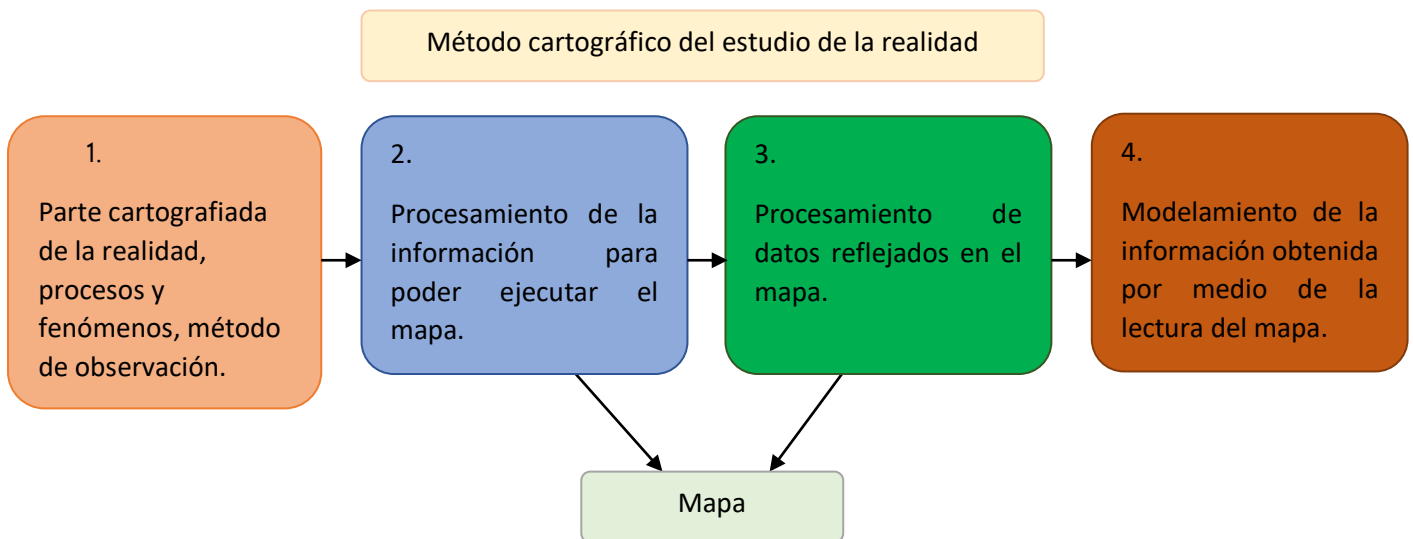 Método cartográfico del estudio de la realidad
1.
Parte cartografiada
de la realidad,
procesos y
fenómenos, método
de observación.
2.
Procesamiento de la
información para
poder ejecutar el
mapa.
3.
Procesamiento de
datos reflejados en el
mapa.
4.
Modelamiento de la
información obtenida
por medio de la
lectura del mapa.
Mapa